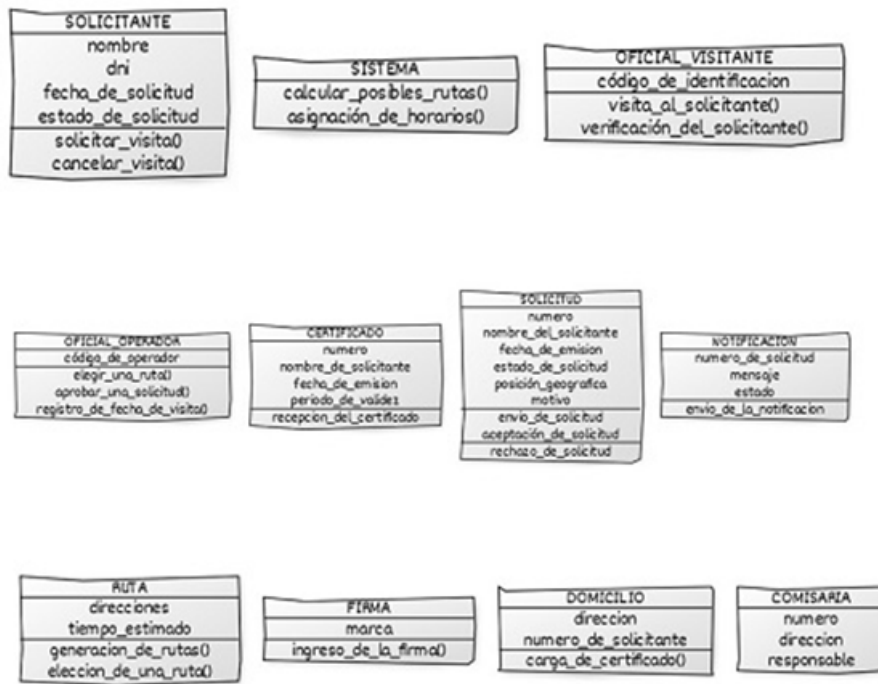 SOLICITANTE
nombre
dni
fecha_de_solicitud
estado_de_solicitud
solicitar_visita()
cancelar_visita()
SISTEMA
calcular_posibles_rutas()
asignación_de_horarios()
OFICIAL_VISITANTE
código_de_identificacion
visita_al_solicitante()
verificación_del_solicitante()
OFICIAL_OPERADOR
código_de_operador
elegir_una_ruta()
aprobar_una_solicitud()
registro_de_fecha_de_visita()
CERTIFICADO
numero
nombre_de_solicitante
fecha_de_emision
periodo_de_validez
recepcion_del_certificado
SOLICITUD
numero
nombre_del_solicitante
fecha_de_emision
estado_de_solicitud
posición_geografica
motivo
envio_de_solicitud
aceptación_de_solicitud
rechazo_de_solicitud
NOTIFICACION
numero_de_solicitud
mensaje
estado
envio_de_la_notificacion
RUTA
direcciones
tiempo_estimado
generacion_de_rutas()
eleccion_de_una_ruta()
FIRMA
marca
ingreso_de_la_firma()
DOMICILIO
direccion
numero_de_solicitante
carga_de_certificado()
COMISARIA
numero
direccion
responsable